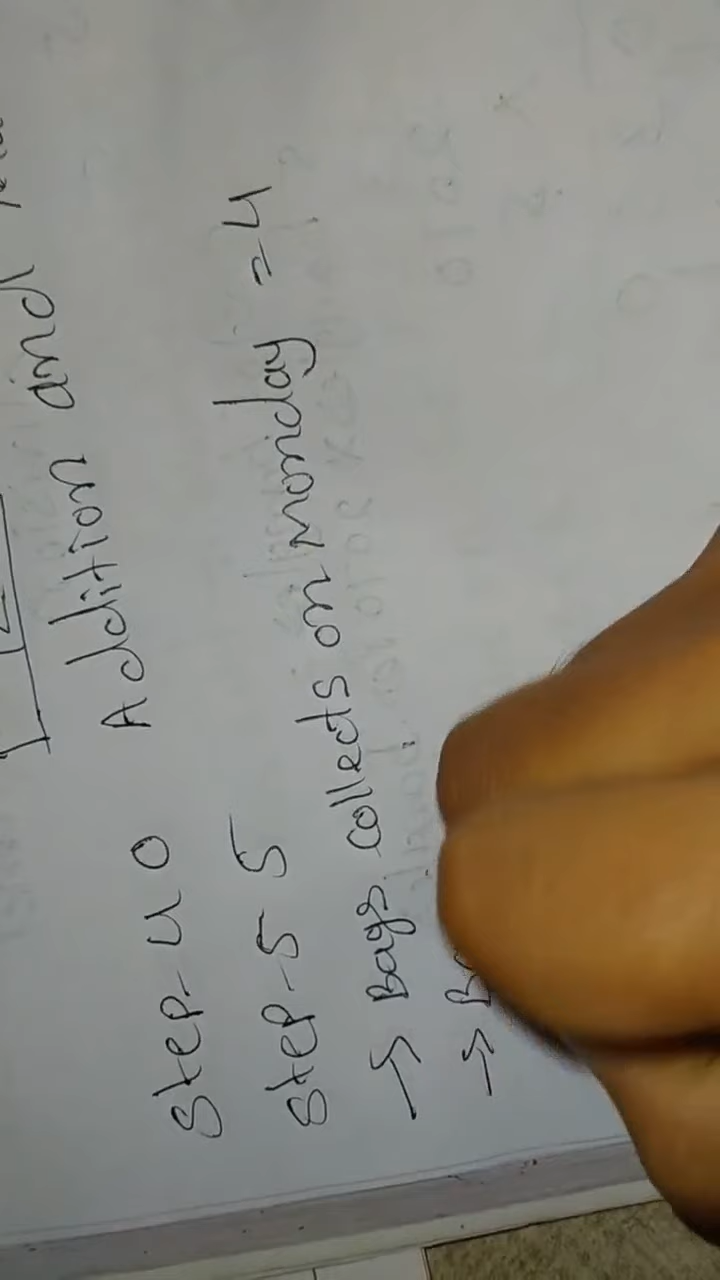 Addition and
Step-4 0
Step-5 5
→ Bags collects on monday = 4
→ B